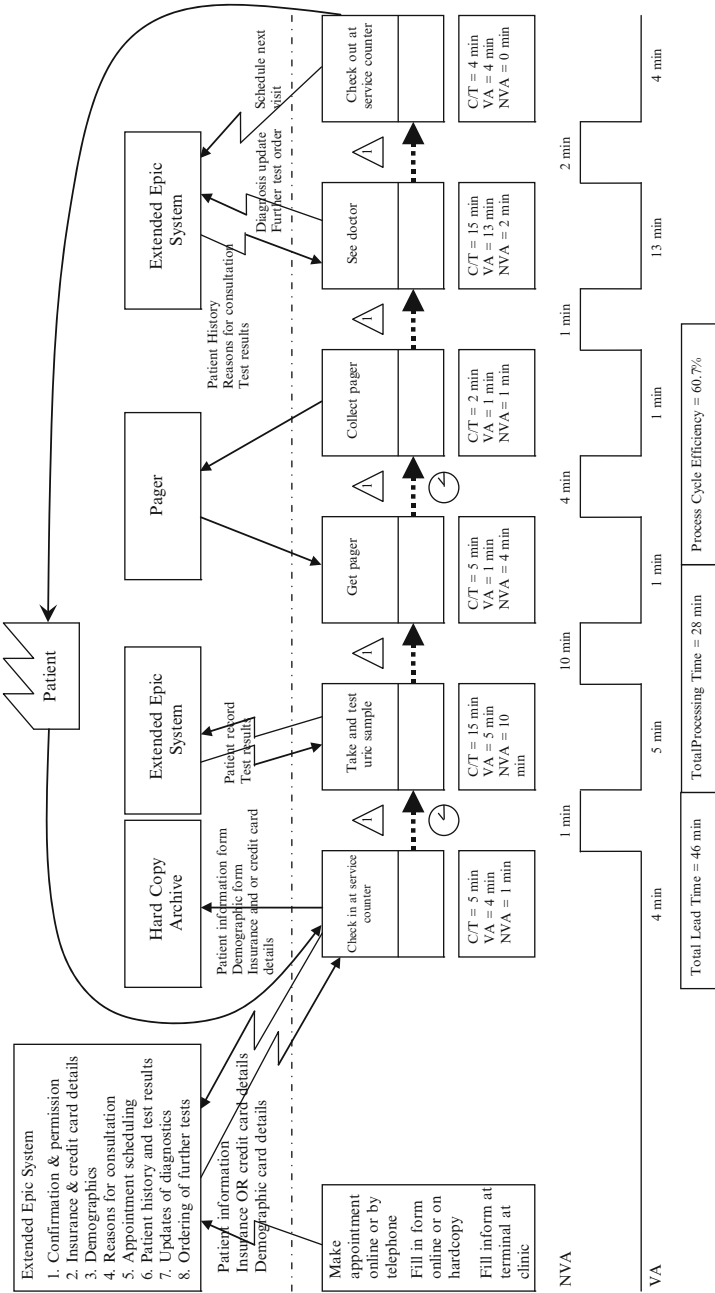 Patient
Extended Epic System
1. Confirmation & permission
2. Insurance & credit card details
3. Demographics
4. Reasons for consultation
5. Appointment scheduling
6. Patient history and test results
7. Updates of diagnostics
8. Ordering of further tests
Hard Copy
Archive
Extended Epic
System
Pager
Extended Epic
System
Patient information
Insurance OR credit card details
Demographic card details
Patient information form
Demographic form
Insurance and or credit card
details
Patient record
Test results
Patient History
Reasons for consultation
Test results
Diagnosis update
Further test order
Schedule next
visit
Make
appointment
online or by
telephone
Fill in form
online or on
hardcopy
Fill inform at
terminal at
clinic
Check in at service
counter
C/T = 5 min
VA = 4 min
NVA = 1 min
1
Take and test
uric sample
C/T = 15 min
VA = 5 min
NVA = 10
min
1
Get pager
C/T = 5 min
VA = 1 min
NVA = 4 min
1
Collect pager
C/T = 2 min
VA = 1 min
NVA = 1 min
1
See doctor
C/T = 15 min
VA = 13 min
NVA = 2 min
1
Check out at
service counter
C/T = 4 min
VA = 4 min
NVA = 0 min
NVA
1 min
10 min
4 min
1 min
2 min
VA
4 min
5 min
1 min
1 min
13 min
4 min
Total Lead Time = 46 min
TotalProcessing Time = 28 min
Process Cycle Efficiency = 60.7%